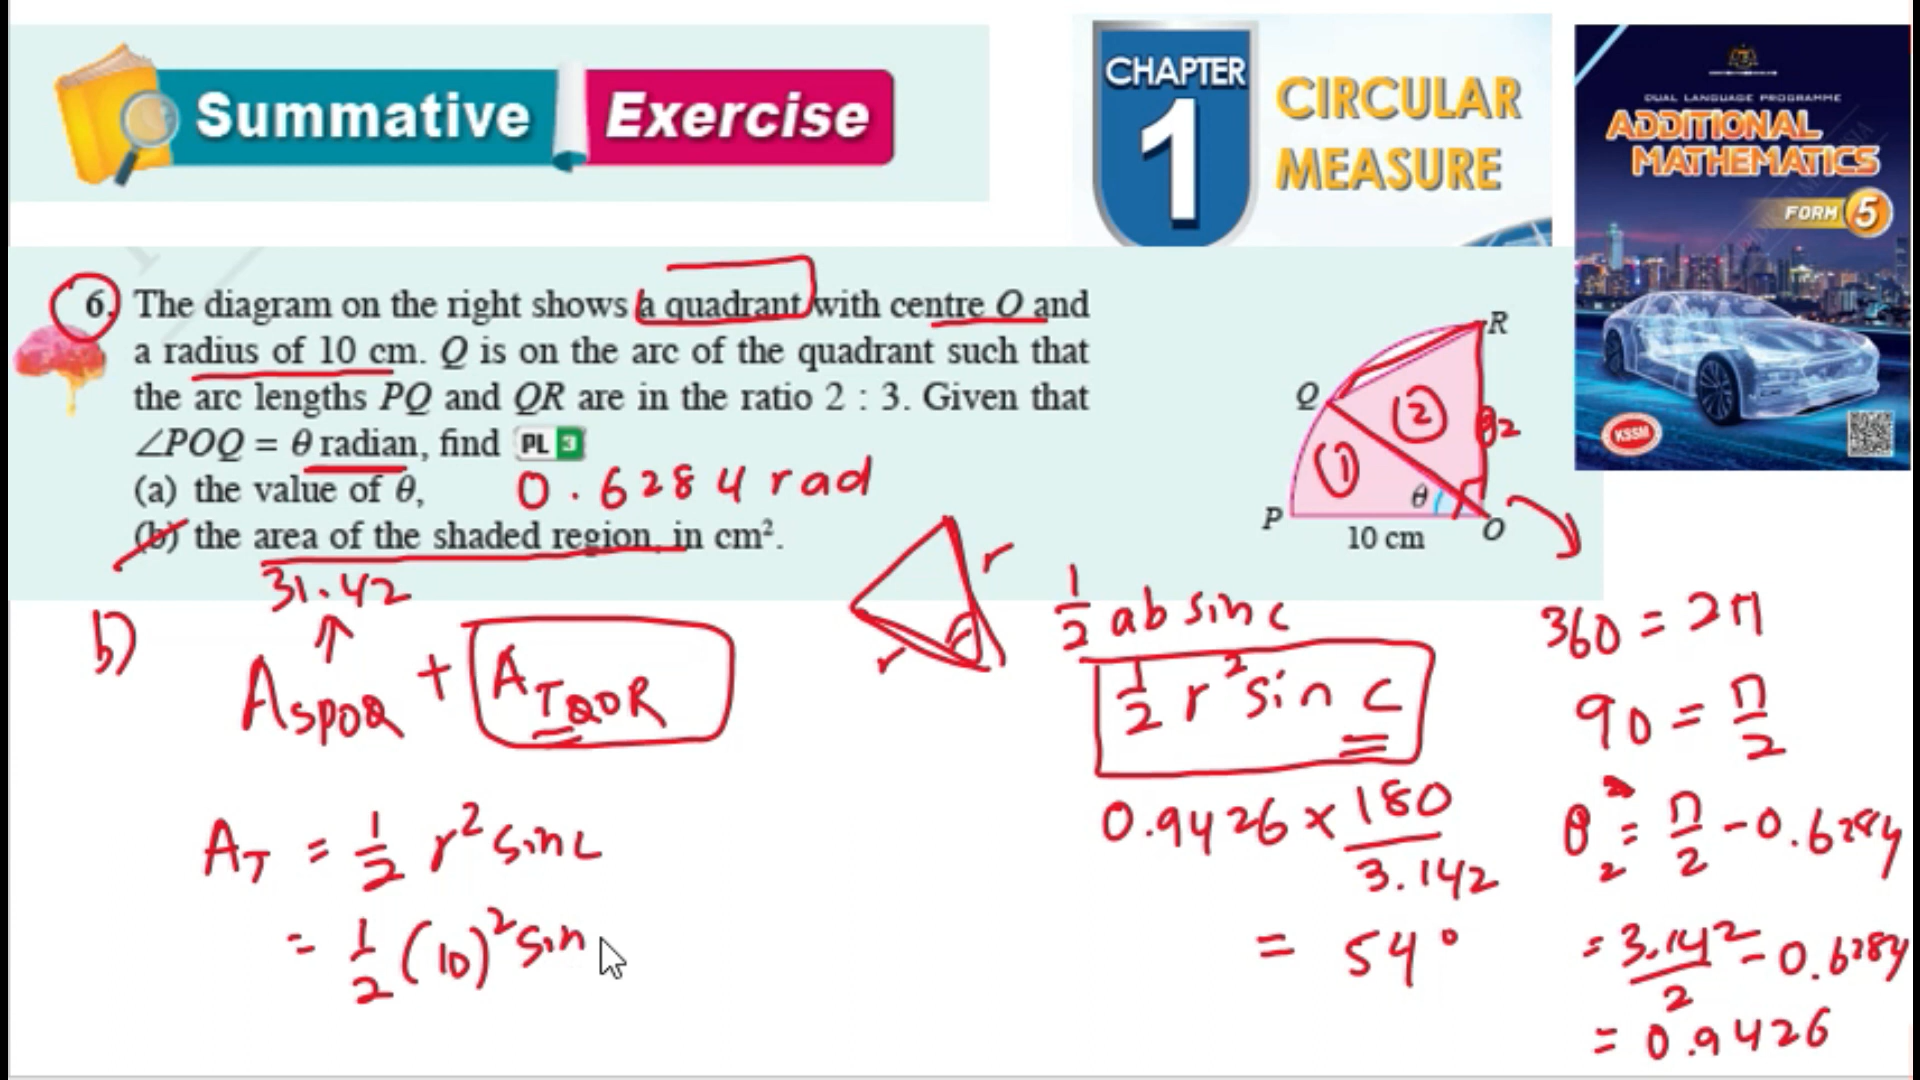 Summative Exercise
CHAPTER 1
CIRCULAR
MEASURE
DUAL LANGUAGE PROGRAMME
ADDITIONAL
MATHEMATICS
FORM 5
KSSM
6. The diagram on the right shows a quadrant with centre O and
a radius of 10 cm. Q is on the arc of the quadrant such that
the arc lengths PQ and QR are in the ratio 2 : 3. Given that
∠POQ = θ radian, find PL 3
(a) the value of θ, 0.6284 rad
(b) the area of the shaded region, in cm².
R
Q
(2)
θ2
(1)
θ
P
10 cm
O
31.42
b)
A SPOQ + A TQOR
r
r
1/2 ab sin c
1/2 r² sin c
0.9426 × 180/3.142
= 54°
A T = 1/2 r² sin c
= 1/2 (10)² sin
360 = 2π
90 = π/2
θ2 = π/2 - 0.6284
= 3.142/2 - 0.6284
= 0.9426